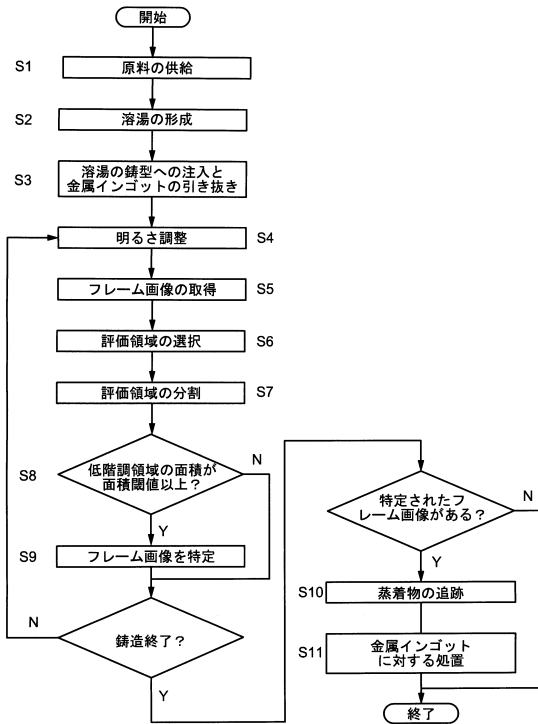 開始
S1
原料の供給
S2
溶湯の形成
S3
溶湯の鋳型への注入と
金属インゴットの引き抜き
明るさ調整
S4
フレーム画像の取得
S5
評価領域の選択
S6
評価領域の分割
S7
S8
低階調領域の面積が
面積閾値以上？
N
Y
S9
フレーム画像を特定
N
鋳造終了？
Y
特定されたフ
レーム画像がある？
N
Y
S10
蒸着物の追跡
S11
金属インゴット
に対する処置
終了